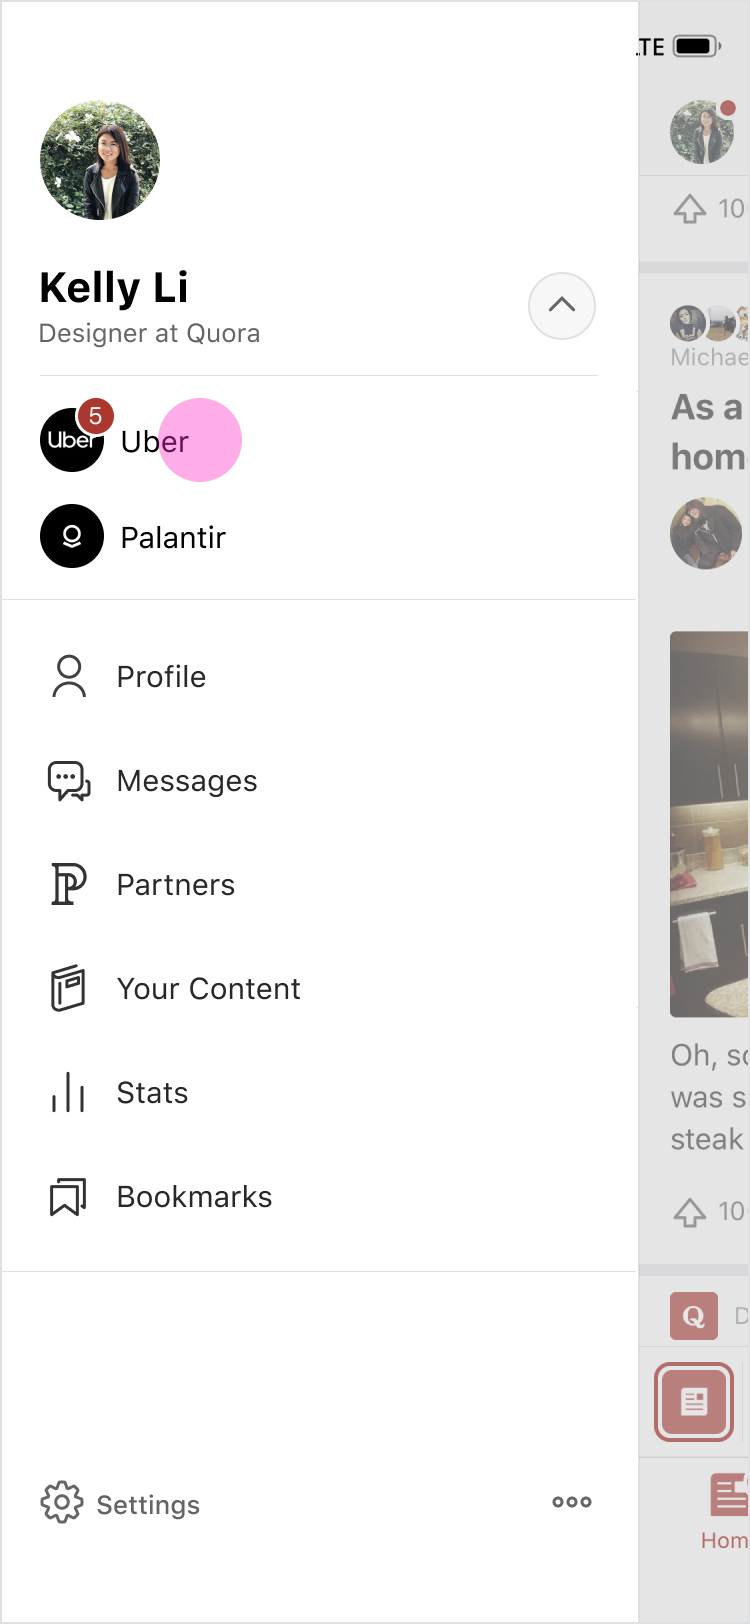 LTE
10
Kelly Li
Designer at Quora
5
Uber
Uber
Palantir
Profile
Messages
Partners
Your Content
Stats
Bookmarks
Settings
Michae
As a
hom
Oh, so
was s
steak
10
Q
D
Hom